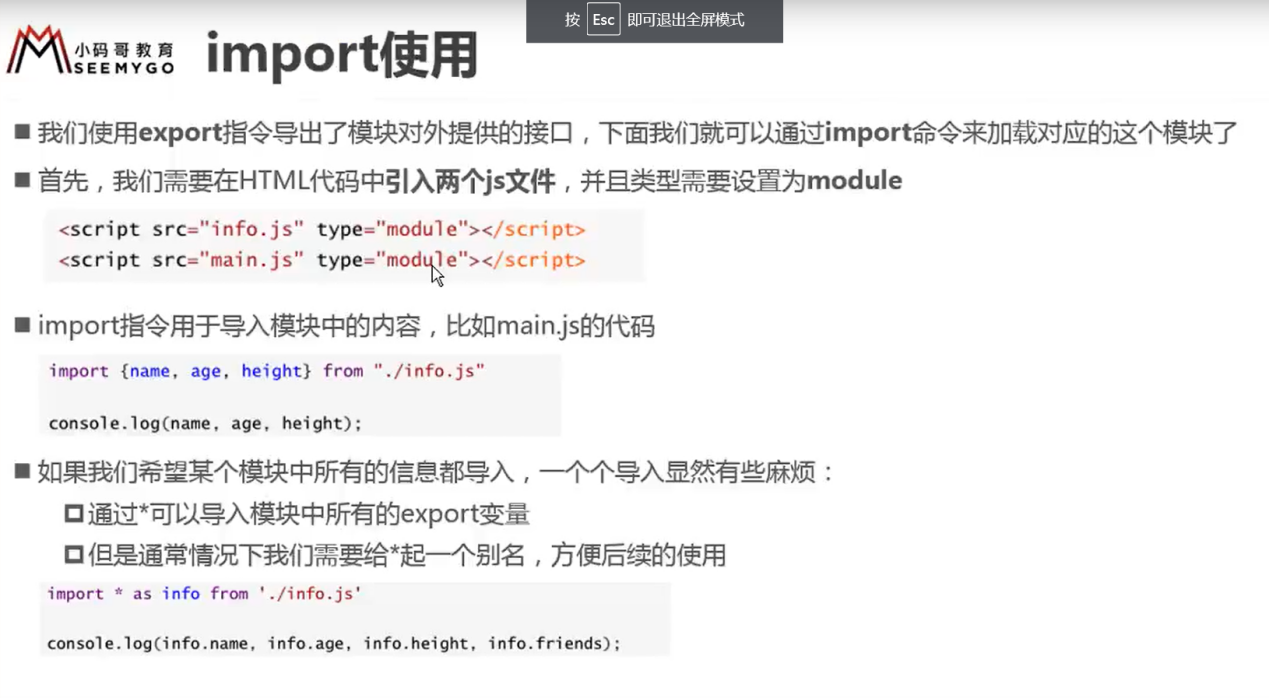 按 Esc 即可退出全屏模式
小码哥教育
SEEMYGO
import使用
我们使用export指令导出了模块对外提供的接口，下面我们就可以通过import命令来加载对应的这个模块了
首先，我们需要在HTML代码中引入两个js文件，并且类型需要设置为module
<script src="info.js" type="module"></script>
<script src="main.js" type="module"></script>
import指令用于导入模块中的内容，比如main.js的代码
import {name, age, height} from "./info.js"
console.log(name, age, height);
如果我们希望某个模块中所有的信息都导入，一个个导入显然有些麻烦：
通过*可以导入模块中所有的export变量
但是通常情况下我们需要给*起一个别名，方便后续的使用
import * as info from './info.js'
console.log(info.name, info.age, info.height, info.friends);